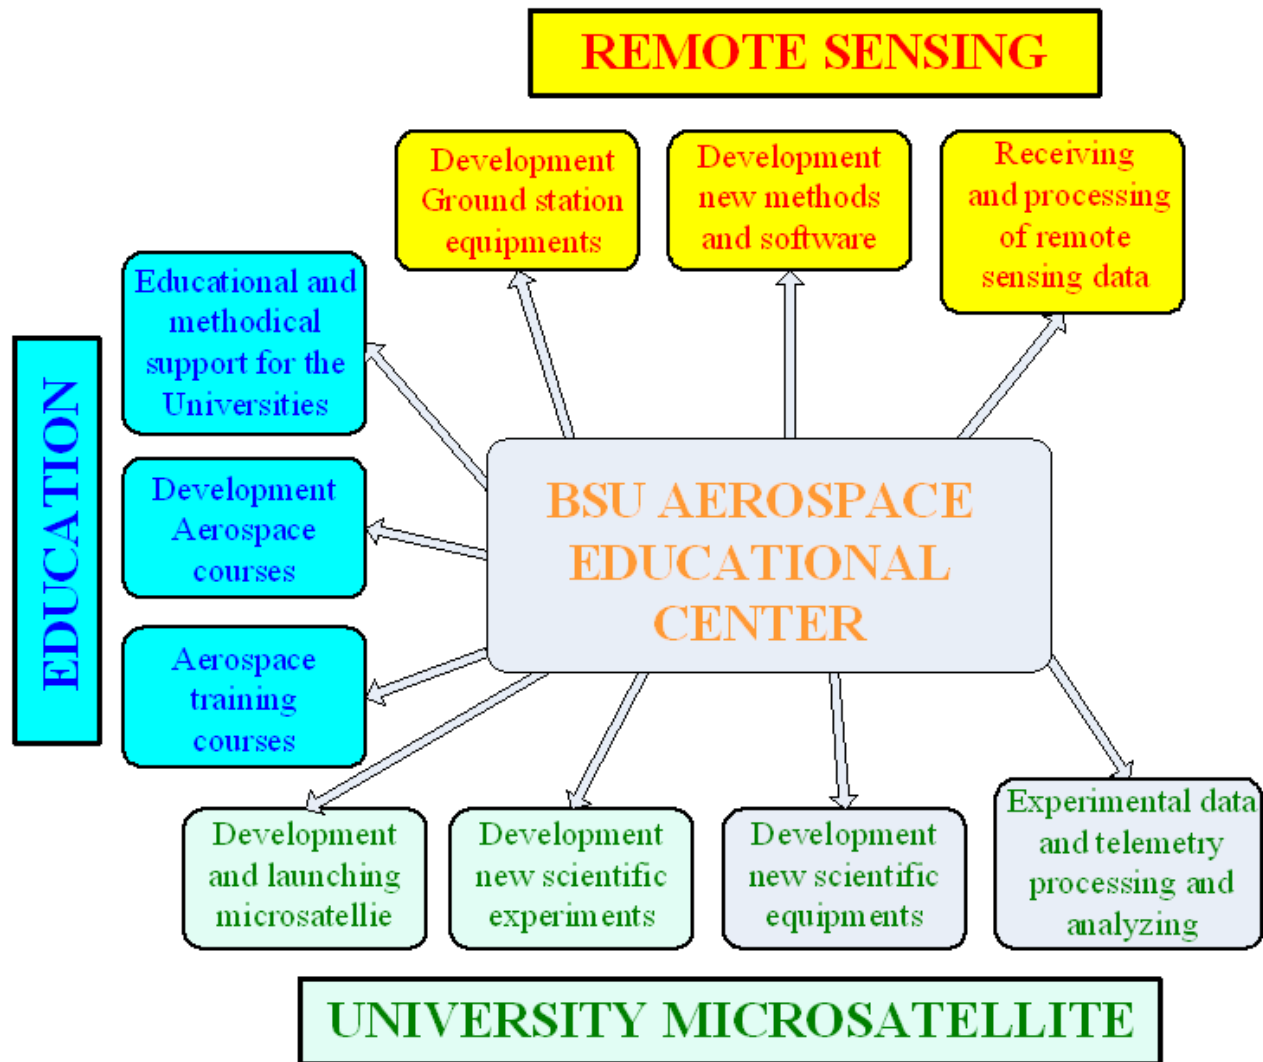 REMOTE SENSING
Development
Ground station
equipments
Development
new methods
and software
Receiving
and processing
of remote
sensing data
EDUCATION
Educational and
methodical
support for the
Universities
Development
Aerospace
courses
Aerospace
training
courses
BSU AEROSPACE
EDUCATIONAL
CENTER
Development
and launching
microsatellie
Development
new scientific
experiments
Development
new scientific
equipments
Experimental data
and telemetry
processing and
analyzing
UNIVERSITY MICROSATELLITE